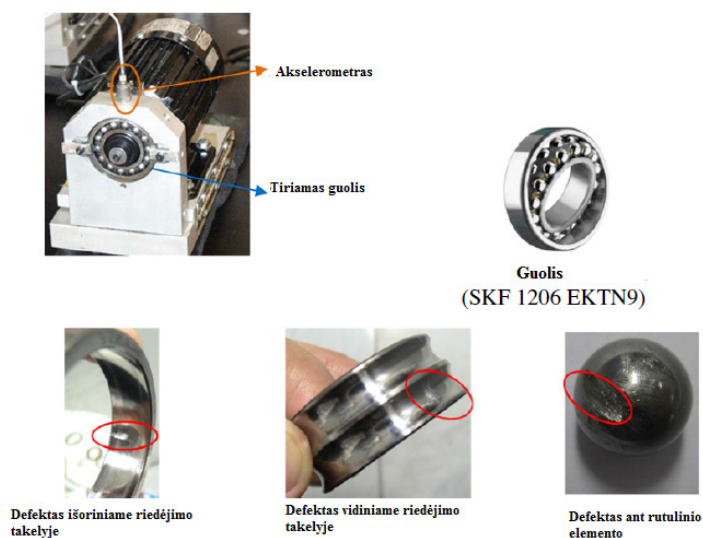 Akselerometras
Tiriamas guolis
Guolis
(SKF 1206 EKTN9)
Defektas išoriniame riedėjimo
takelyje
Defektas vidiniame riedėjimo
takelyje
Defektas ant rutulinio
elemento